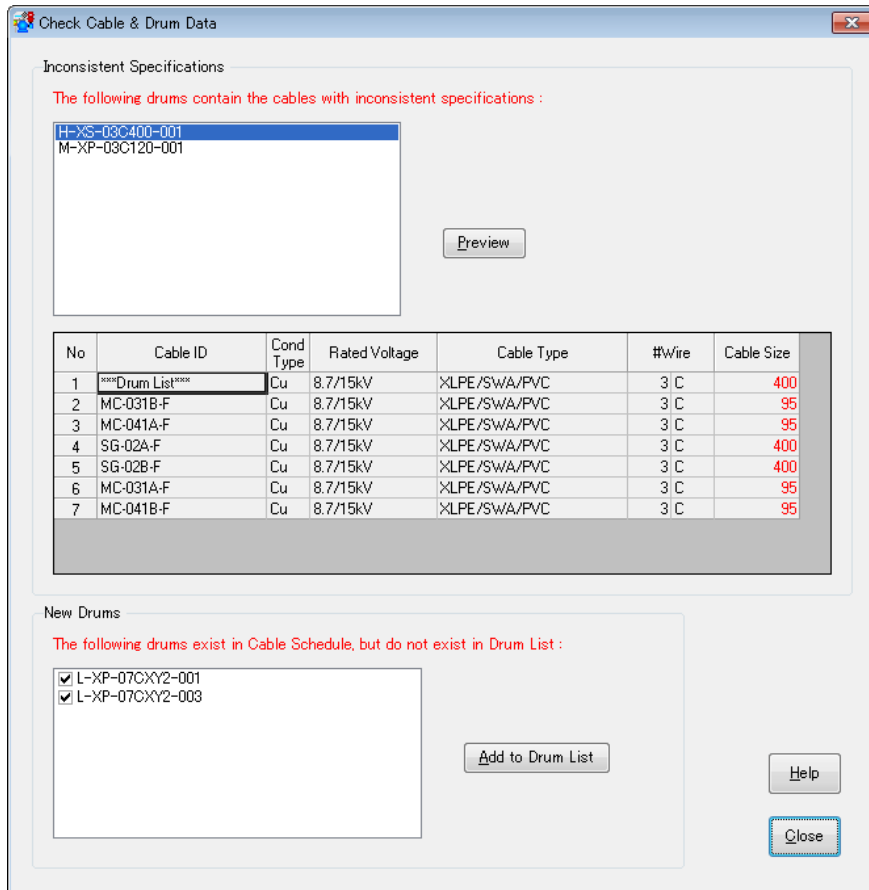 Check Cable & Drum Data
Inconsistent Specifications
The following drums contain the cables with inconsistent specifications :
H-XS-03C400-001
M-XP-03C120-001
Preview
No Cable ID Cond Type Rated Voltage Cable Type #Wire Cable Size
1 ***Drum List*** Cu 8.7/15kV XLPE/SWA/PVC 3 C 400
2 MC-031B-F Cu 8.7/15kV XLPE/SWA/PVC 3 C 95
3 MC-041A-F Cu 8.7/15kV XLPE/SWA/PVC 3 C 95
4 SG-02A-F Cu 8.7/15kV XLPE/SWA/PVC 3 C 400
5 SG-02B-F Cu 8.7/15kV XLPE/SWA/PVC 3 C 400
6 MC-031A-F Cu 8.7/15kV XLPE/SWA/PVC 3 C 95
7 MC-041B-F Cu 8.7/15kV XLPE/SWA/PVC 3 C 95
New Drums
The following drums exist in Cable Schedule, but do not exist in Drum List :
L-XP-07CXY2-001
L-XP-07CXY2-003
Add to Drum List
Help
Close